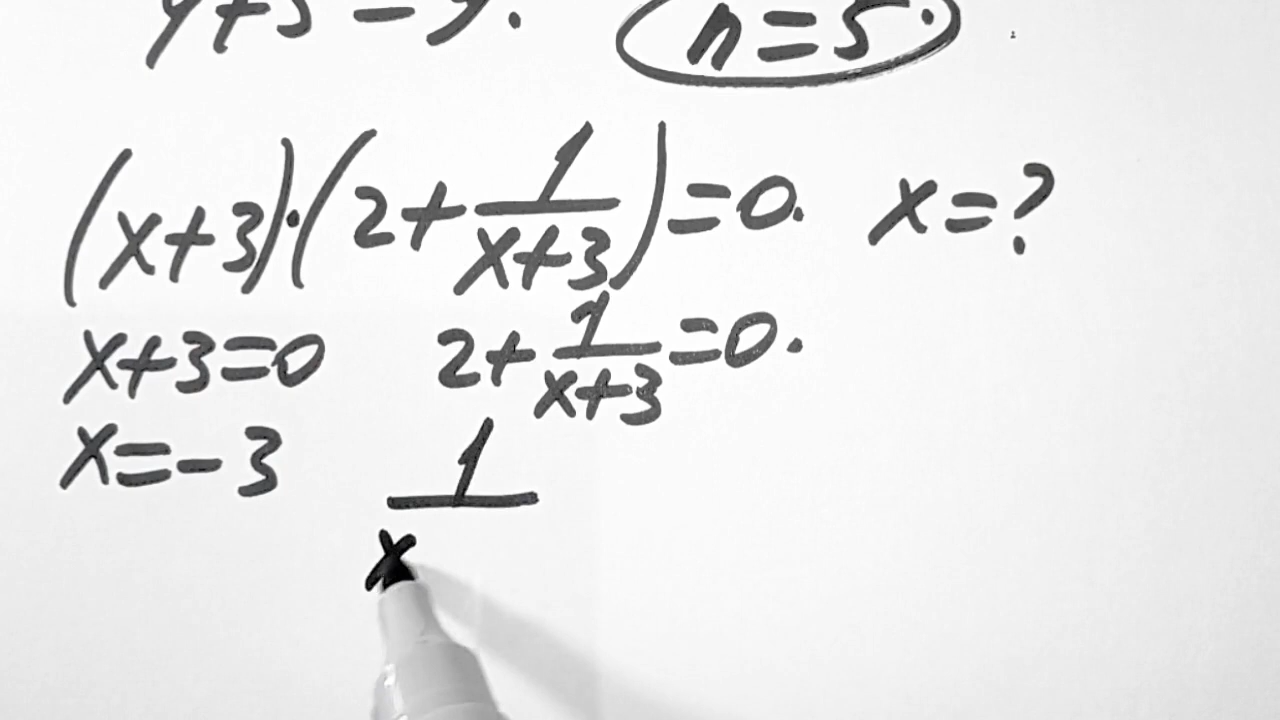 n=5.
(x+3)·(2+1/(x+3))=0. x=?
x+3=0 2+1/(x+3)=0.
x=-3 1/x